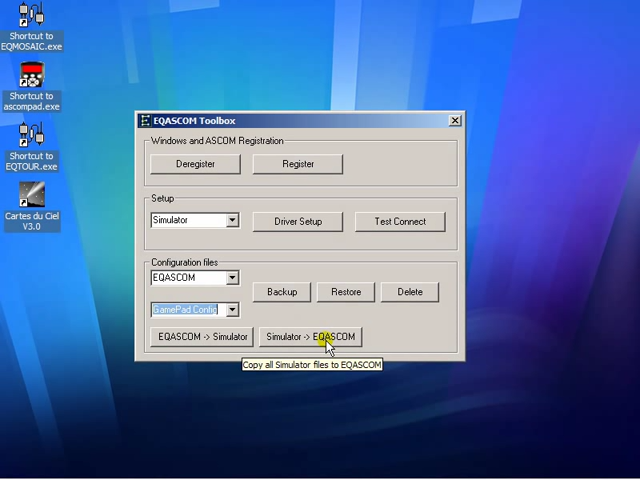 Shortcut to
EQMOSAIC.exe
Shortcut to
ascompad.exe
Shortcut to
EQTOUR.exe
Cartes du Ciel
V3.0
EQASCOM Toolbox
Windows and ASCOM Registration
Deregister
Register
Setup
Simulator
Driver Setup
Test Connect
Configuration files
EQASCOM
Backup
Restore
Delete
GamePad Config
EQASCOM -> Simulator
Simulator -> EQASCOM
Copy all Simulator files to EQASCOM